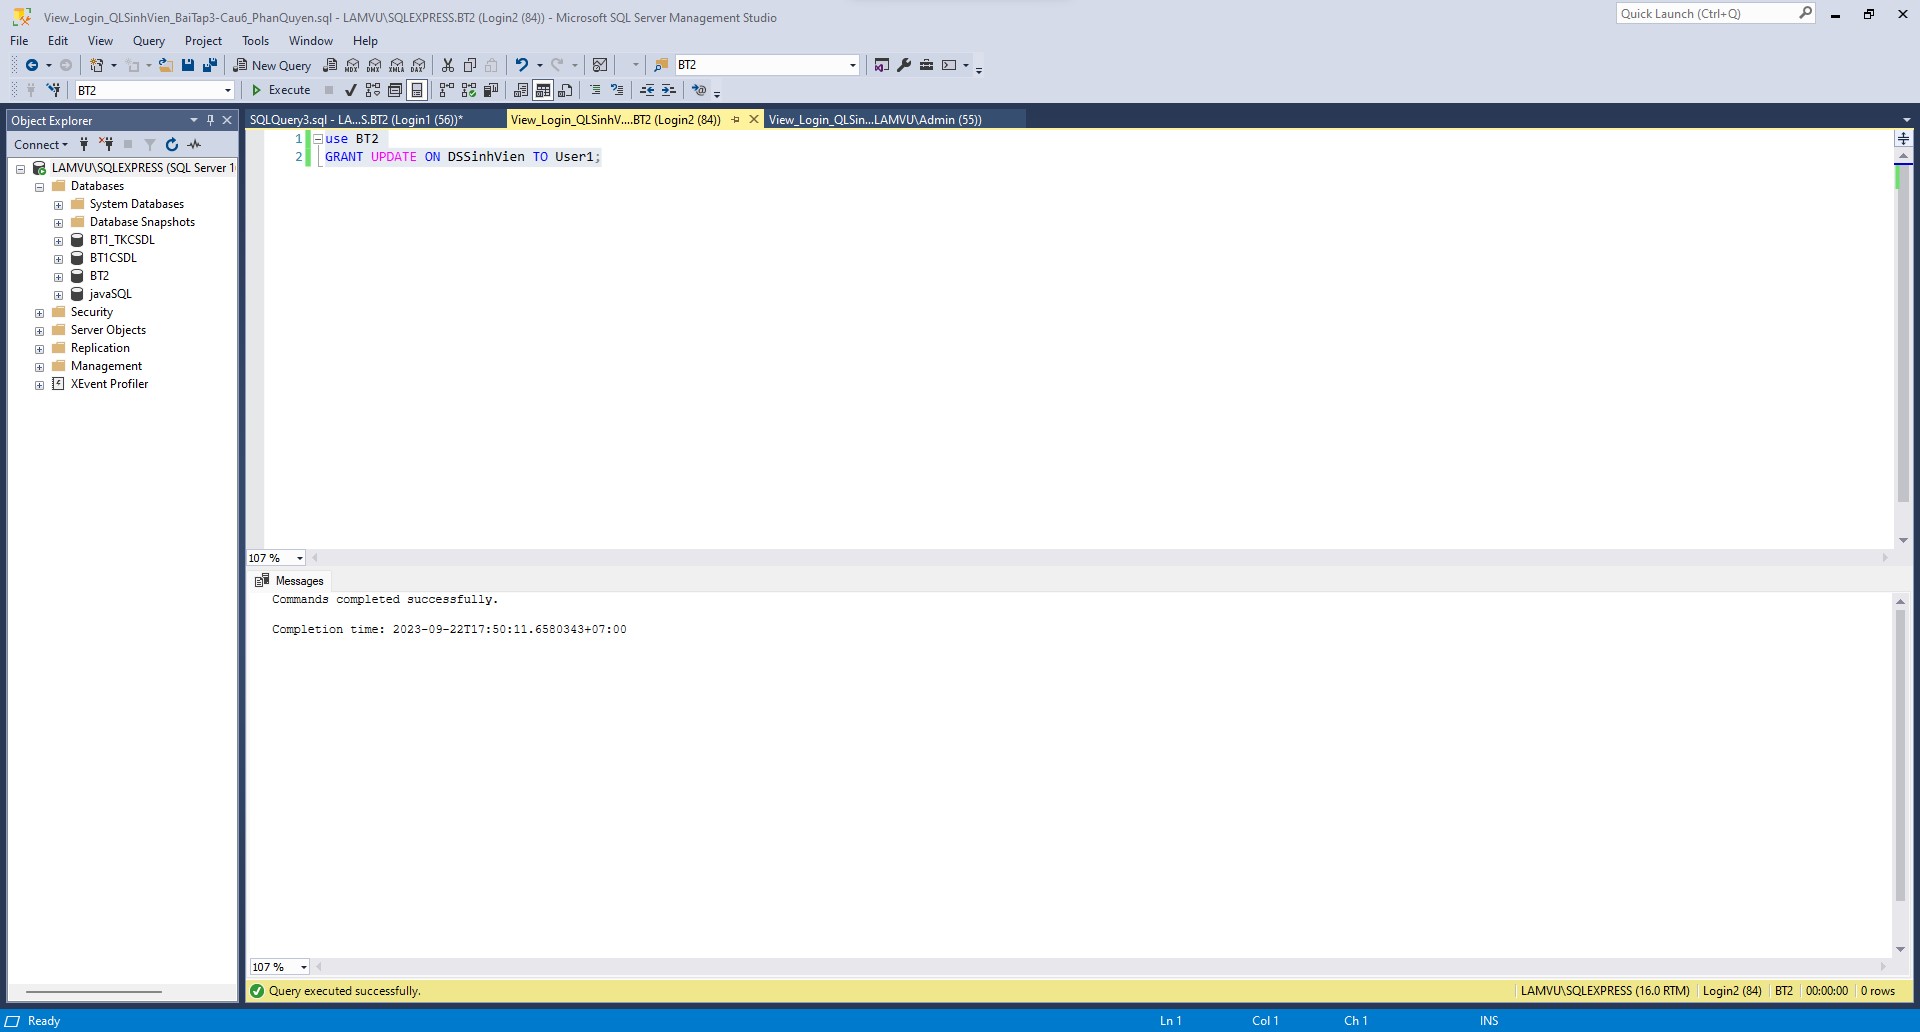 View_Login_QLSinhVien_BaiTap3-Cau6_PhanQuyen.sql - LAMVU\SQLEXPRESS.BT2 (Login2 (84)) - Microsoft SQL Server Management Studio
Quick Launch (Ctrl+Q)
File Edit View Query Project Tools Window Help
New Query
MDX DMX XMLA DAX
BT2
BT2
Execute
Object Explorer
SQLQuery3.sql - LA...S.BT2 (Login1 (56))*
View_Login_QLSinhV....BT2 (Login2 (84))
View_Login_QLSin...LAMVU\Admin (55))
Connect
LAMVU\SQLEXPRESS (SQL Server 1
Databases
System Databases
Database Snapshots
BT1_TKCSDL
BT1CSDL
BT2
javaSQL
Security
Server Objects
Replication
Management
XEvent Profiler
1 use BT2
2 GRANT UPDATE ON DSSinhVien TO User1;
107 %
Messages
Commands completed successfully.
Completion time: 2023-09-22T17:50:11.6580343+07:00
107 %
Query executed successfully.
LAMVU\SQLEXPRESS (16.0 RTM) Login2 (84) BT2 00:00:00 0 rows
Ready
Ln 1 Col 1 Ch 1 INS